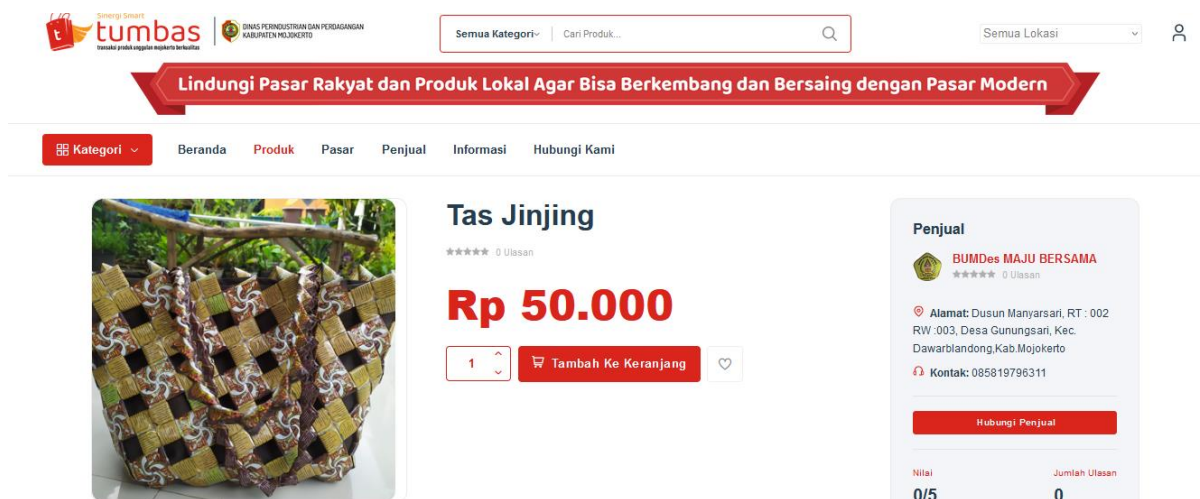 Sinergi Smart
tumbas
transaksi produk unggulan mojokerto berkualitas
DINAS PERINDUSTRIAN DAN PERDAGANGAN
KABUPATEN MOJOKERTO
Semua Kategori
Cari Produk...
Semua Lokasi
Lindungi Pasar Rakyat dan Produk Lokal Agar Bisa Berkembang dan Bersaing dengan Pasar Modern
Kategori
Beranda
Produk
Pasar
Penjual
Informasi
Hubungi Kami
Tas Jinjing
0 Ulasan
Rp 50.000
1
Tambah Ke Keranjang
Penjual
BUMDes MAJU BERSAMA
0 Ulasan
Alamat: Dusun Manyarsari, RT : 002
RW :003, Desa Gunungsari, Kec.
Dawarblandong,Kab.Mojokerto
Kontak: 085819796311
Hubungi Penjual
Nilai
Jumlah Ulasan
0/5
0